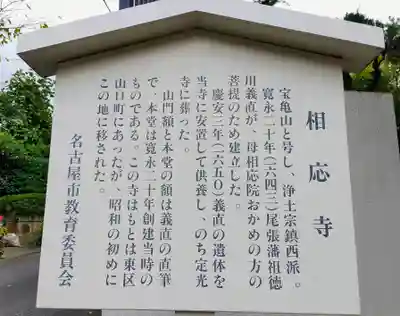 相応寺
宝亀山と号し、浄土宗鎮西派。
寛永二十年(一六四三)尾張藩祖徳
川義直が、母相応院おかめの方の
菩提のため建立した。
慶安三年(一六五〇)義直の遺体を
当寺に安置して供養し、のち定光
寺に葬った。
山門額と本堂の額は義直の直筆
で、本堂は寛永二十年創建当時の
ものである。この寺はもとは東区
山口町にあったが、昭和の初めに
この地に移された。
名古屋市教育委員会